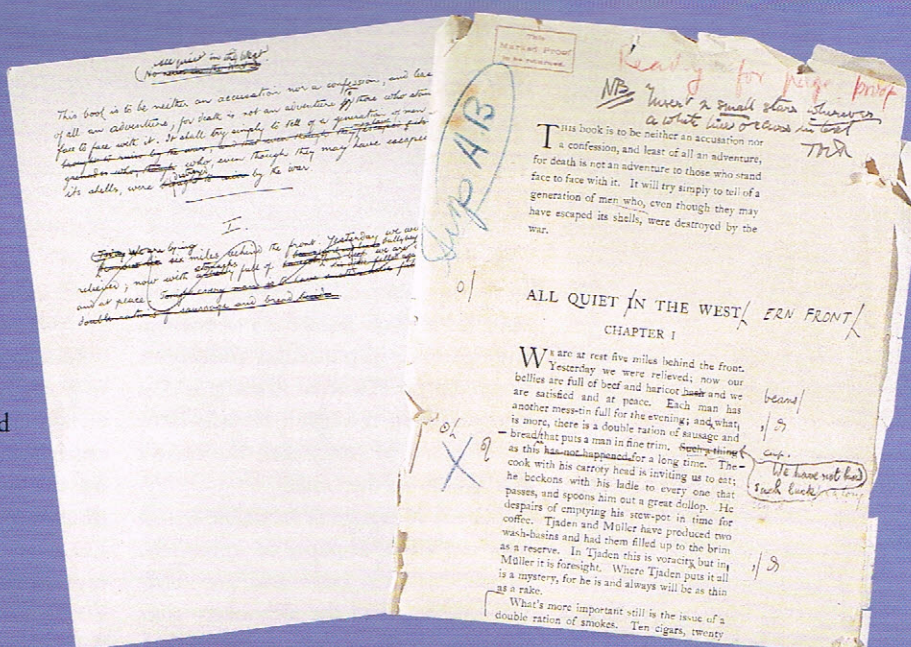 All quiet in the West
This book is to be neither an accusation nor a confession, and leas
of all an adventure, for death is not an adventure to those who stan
face to face with it. It shall try simply to tell of a generation of men
who, even though they may have escaped
its shells, were destroyed by the war
I.
We are lying
six miles behind the front. Yesterday we we
relieved; now with stomachs full of
and at peace.
double ration of sausage and bread
d
THIS
MARKED PROOF
TO BE RETURNED
Ready for page proof
NB Insert 2 small stars wherever
a white line occurs in text
Sup AB
THIS book is to be neither an accusation nor
a confession, and least of all an adventure,
for death is not an adventure to those who stand
face to face with it. It will try simply to tell of a
generation of men who, even though they may
have escaped its shells, were destroyed by the
war.
ALL QUIET IN THE WEST ERN FRONT
CHAPTER I
WE are at rest five miles behind the front.
Yesterday we were relieved; now our
bellies are full of beef and haricot hash and we beans
are satisfied and at peace. Each man has
another mess-tin full for the evening; and what
is more, there is a double ration of sausage and
bread that puts a man in fine trim. Such a thing cap.
as this has not happened for a long time. The We have not had such luck
cook with his carroty head is inviting us to eat;
he beckons with his ladle to every one that
passes, and spoons him out a great dollop. He
despairs of emptying his stew-pot in time for
coffee. Tjaden and Müller have produced two
wash-basins and had them filled up to the brim
as a reserve. In Tjaden this is voracity but in
Müller it is foresight. Where Tjaden puts it all
is a mystery, for he is and always will be as thin
as a rake.
What's more important still is the issue of a
double ration of smokes. Ten cigars, twenty